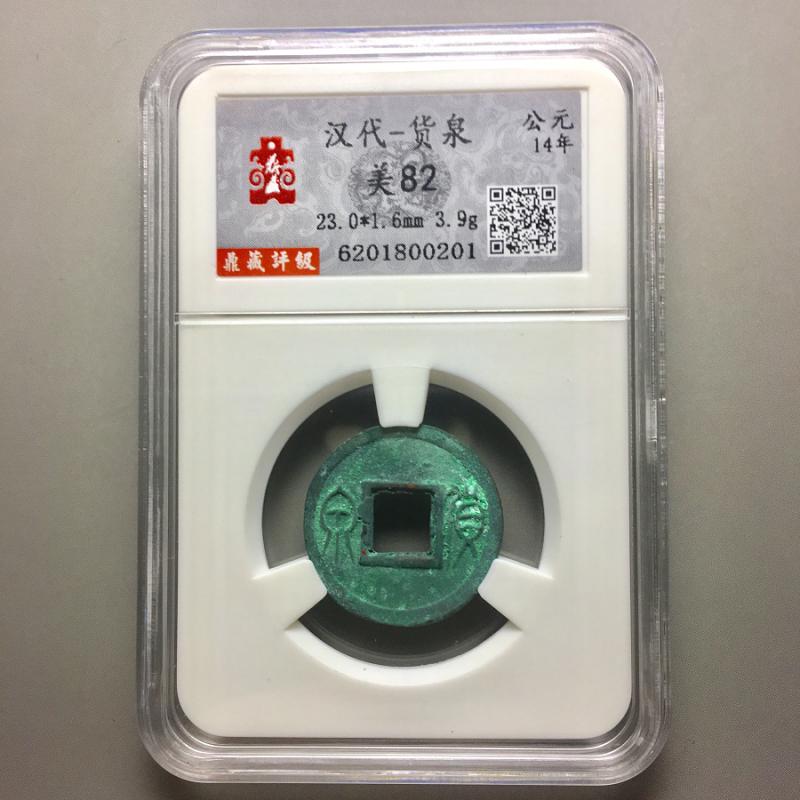 汉代-货泉
公元
14年
美82
23.0*1.6mm 3.9g
鼎藏評級
6201800201
貨泉